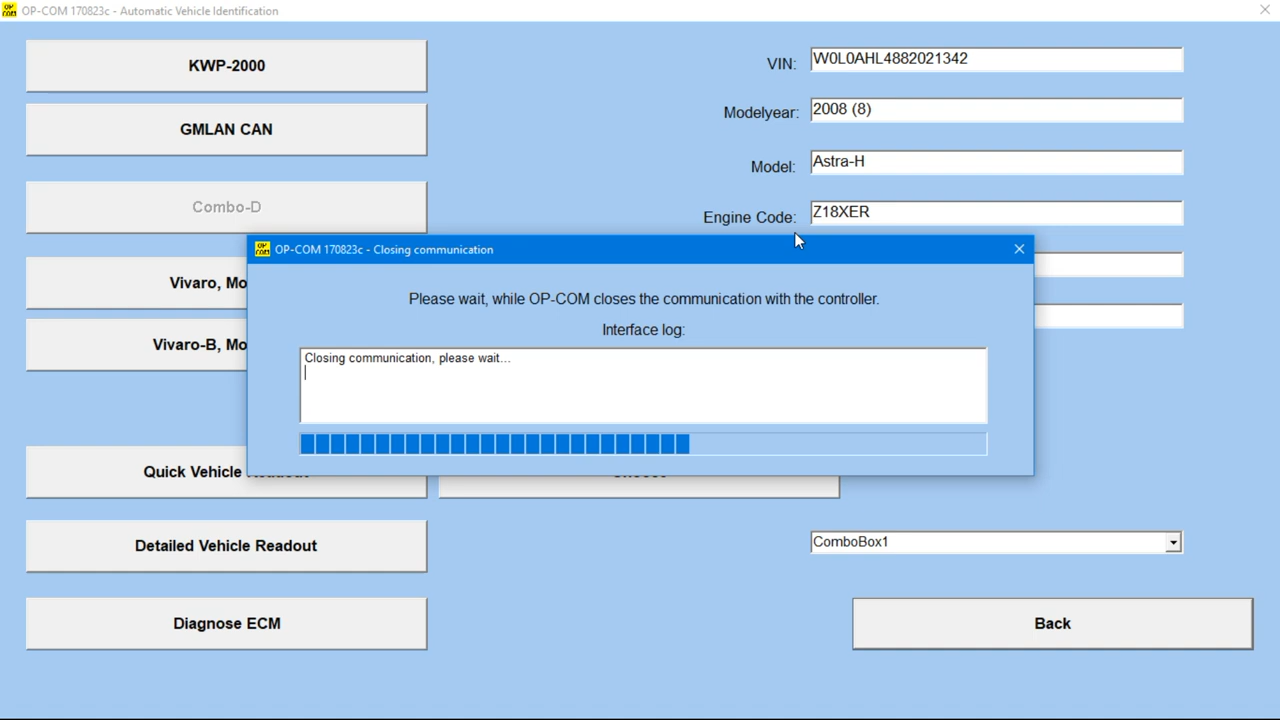 OP-COM 170823c - Automatic Vehicle Identification
KWP-2000
GMLAN CAN
Combo-D
Vivaro, Mo
Vivaro-B, Mo
Quick Vehicle
Detailed Vehicle Readout
Diagnose ECM
VIN: W0L0AHL4882021342
Modelyear: 2008 (8)
Model: Astra-H
Engine Code: Z18XER
OP-COM 170823c - Closing communication
Please wait, while OP-COM closes the communication with the controller.
Interface log:
Closing communication, please wait...
ComboBox1
Back